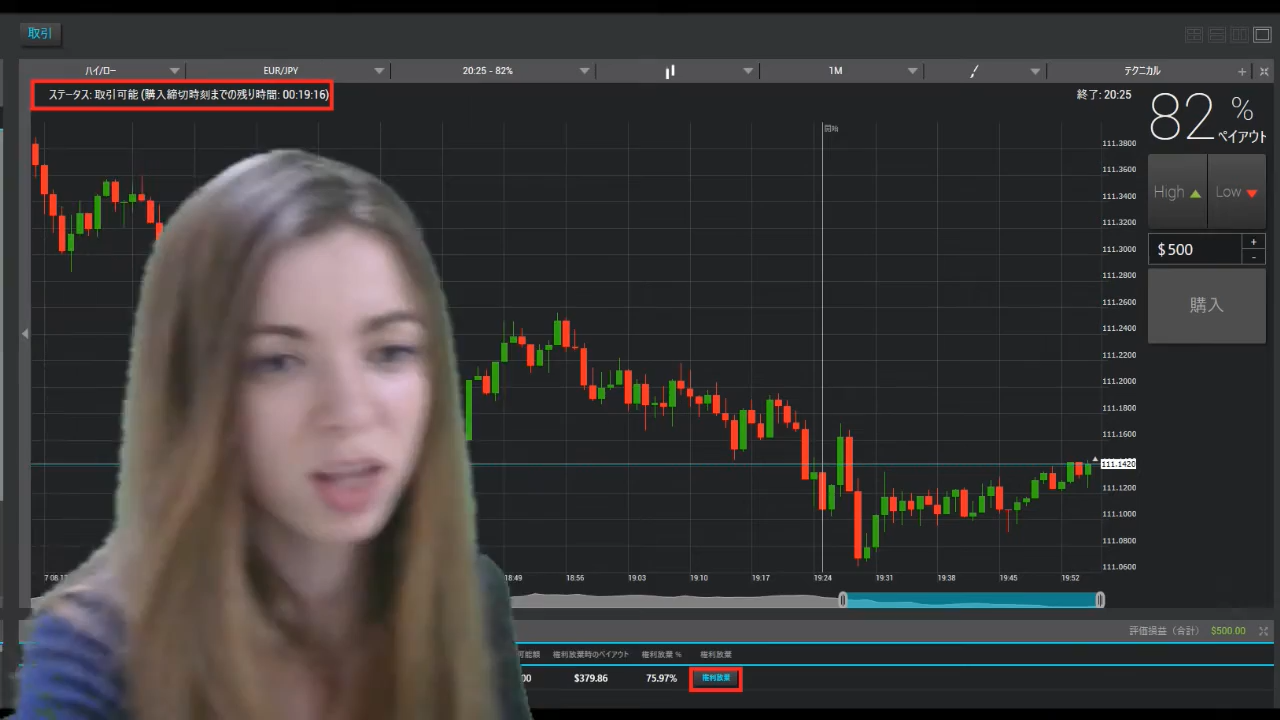 取引
ハイ/ロー EUR/JPY 20:25 - 82% 1M テクニカル
ステータス: 取引可能 (購入締切時刻までの残り時間: 00:19:16)
終了: 20:25
82 %
ペイアウト
開始
High Low
$500 + -
購入
111.3800
111.3600
111.3400
111.3200
111.3000
111.2800
111.2600
111.2400
111.2200
111.2000
111.1800
111.1600
111.1420
111.1200
111.1000
111.0800
111.0600
18:49 18:56 19:03 19:10 19:17 19:24 19:31 19:38 19:45 19:52
評価損益 (合計) $500.00
可能額 権利放棄時のペイアウト 権利放棄 % 権利放棄
00 $379.86 75.97% 権利放棄